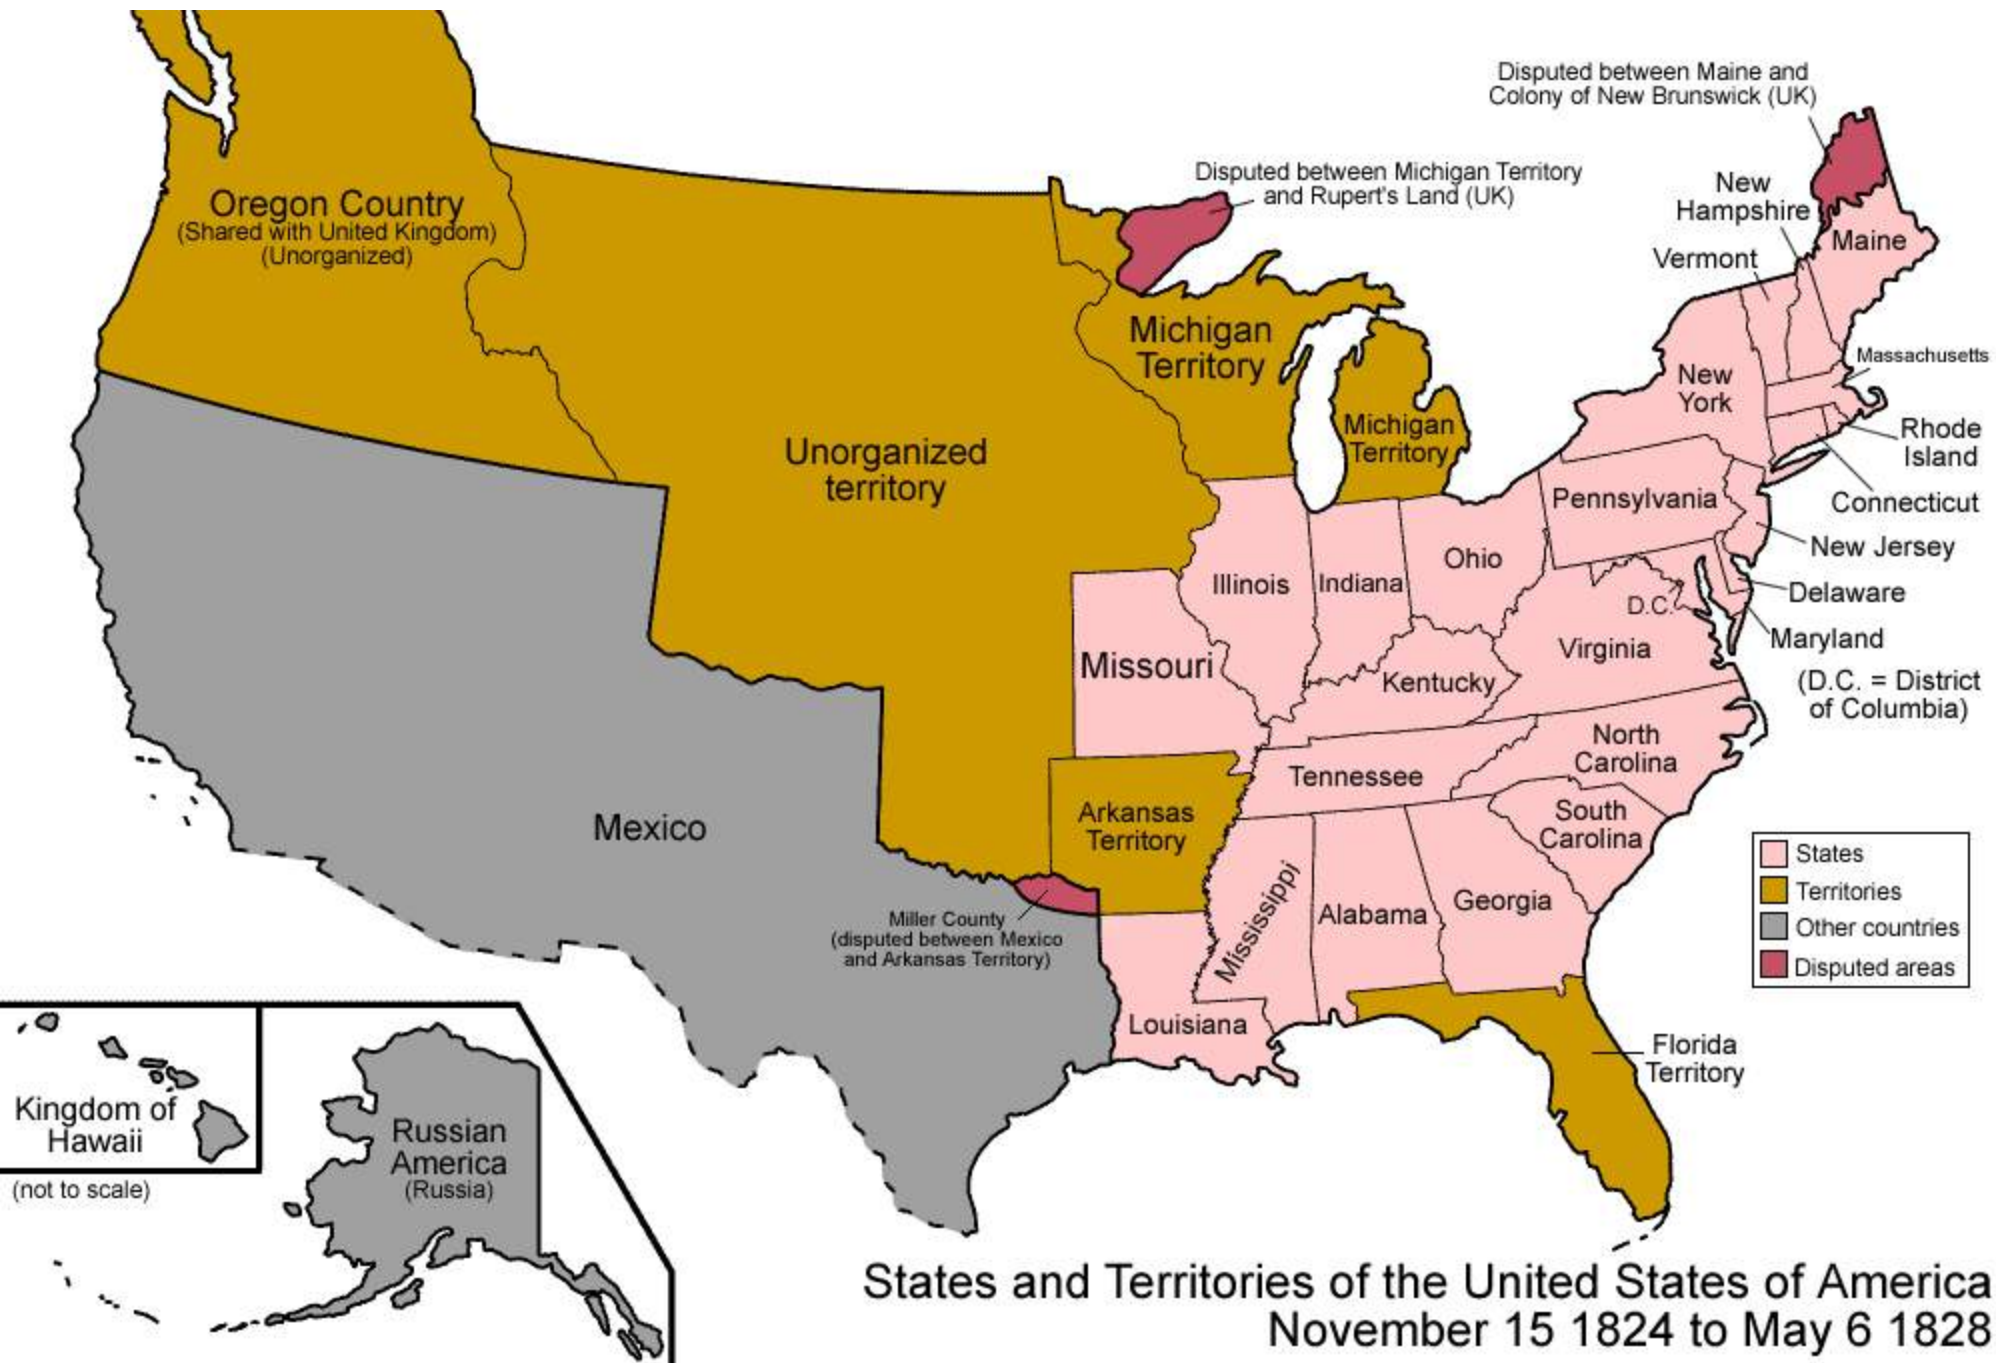 Disputed between Maine and
Colony of New Brunswick (UK)
Disputed between Michigan Territory
and Rupert's Land (UK)
New
Hampshire
Vermont
Maine
Oregon Country
(Shared with United Kingdom)
(Unorganized)
Michigan
Territory
Michigan
Territory
New
York
Massachusetts
Rhode
Island
Connecticut
Unorganized
territory
Pennsylvania
New Jersey
Ohio
Illinois
Indiana
Delaware
D.C.
Maryland
Virginia
(D.C. = District
of Columbia)
Missouri
Kentucky
North
Carolina
Tennessee
Arkansas
Territory
South
Carolina
Mexico
States
Territories
Other countries
Disputed areas
Mississippi
Alabama
Georgia
Miller County
(disputed between Mexico
and Arkansas Territory)
Louisiana
Florida
Territory
Kingdom of
Hawaii
(not to scale)
Russian
America
(Russia)
States and Territories of the United States of America
November 15 1824 to May 6 1828